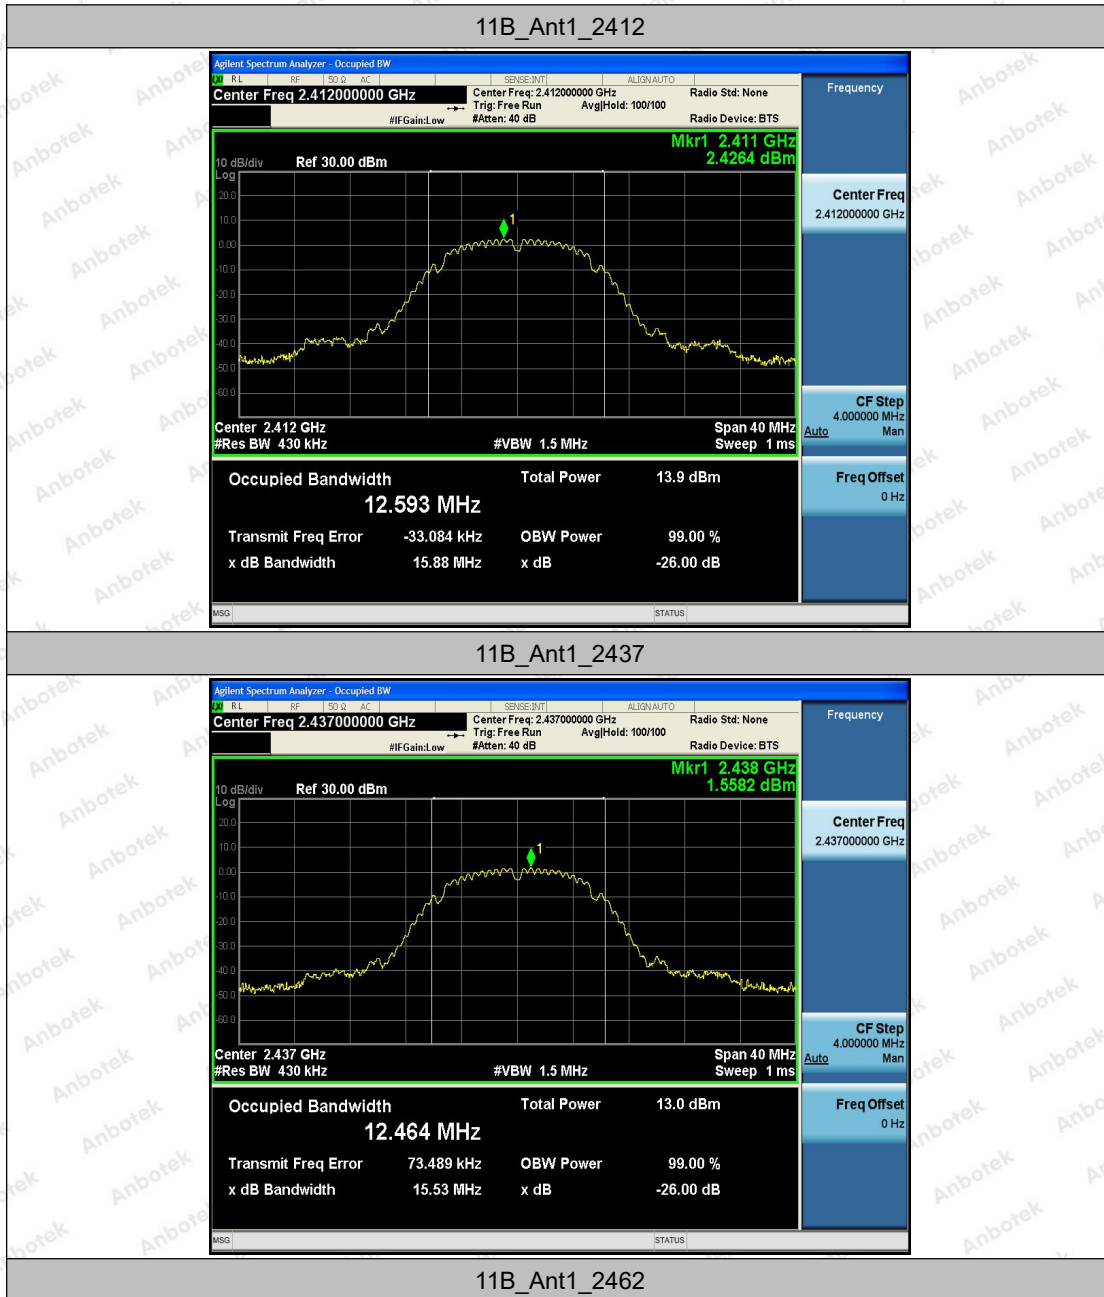 11B_Ant1_2412
Agilent Spectrum Analyzer - Occupied BW
LXI RL RF 50 Ω AC SENSE:INT ALIGNAUTO
Center Freq 2.412000000 GHz
Center Freq: 2.412000000 GHz
Radio Std: None
Trig: Free Run Avg|Hold: 100/100
#IFGain:Low #Atten: 40 dB Radio Device: BTS
Mkr1 2.411 GHz
2.4264 dBm
10 dB/div Ref 30.00 dBm
Log
20.0
10.0
1
0.00
-10.0
-20.0
-30.0
-40.0
-50.0
-60.0
Center 2.412 GHz Span 40 MHz
#Res BW 430 kHz #VBW 1.5 MHz Sweep 1 ms
Occupied Bandwidth Total Power 13.9 dBm
12.593 MHz
Transmit Freq Error -33.084 kHz OBW Power 99.00 %
x dB Bandwidth 15.88 MHz x dB -26.00 dB
MSG STATUS
Frequency
Center Freq
2.412000000 GHz
CF Step
4.000000 MHz
Auto Man
Freq Offset
0 Hz
11B_Ant1_2437
Agilent Spectrum Analyzer - Occupied BW
LXI RL RF 50 Ω AC SENSE:INT ALIGNAUTO
Center Freq 2.437000000 GHz
Center Freq: 2.437000000 GHz
Radio Std: None
Trig: Free Run Avg|Hold: 100/100
#IFGain:Low #Atten: 40 dB Radio Device: BTS
Mkr1 2.438 GHz
1.5582 dBm
10 dB/div Ref 30.00 dBm
Log
20.0
10.0
1
0.00
-10.0
-20.0
-30.0
-40.0
-50.0
-60.0
Center 2.437 GHz Span 40 MHz
#Res BW 430 kHz #VBW 1.5 MHz Sweep 1 ms
Occupied Bandwidth Total Power 13.0 dBm
12.464 MHz
Transmit Freq Error 73.489 kHz OBW Power 99.00 %
x dB Bandwidth 15.53 MHz x dB -26.00 dB
MSG STATUS
Frequency
Center Freq
2.437000000 GHz
CF Step
4.000000 MHz
Auto Man
Freq Offset
0 Hz
11B_Ant1_2462
Anbotek